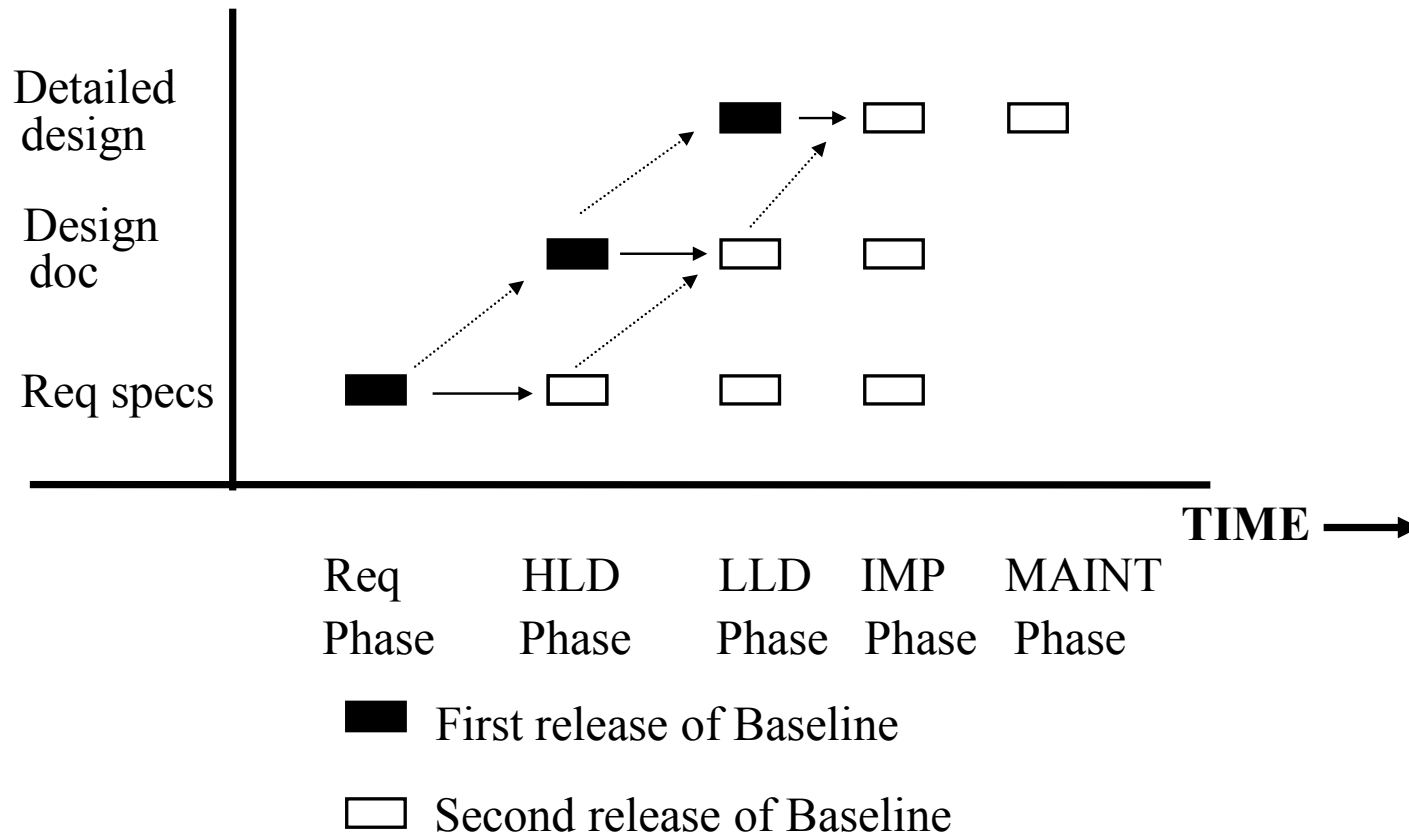 Detailed
design
Design
doc
Req specs
TIME
Req HLD LLD IMP MAINT
Phase Phase Phase Phase Phase
First release of Baseline
Second release of Baseline